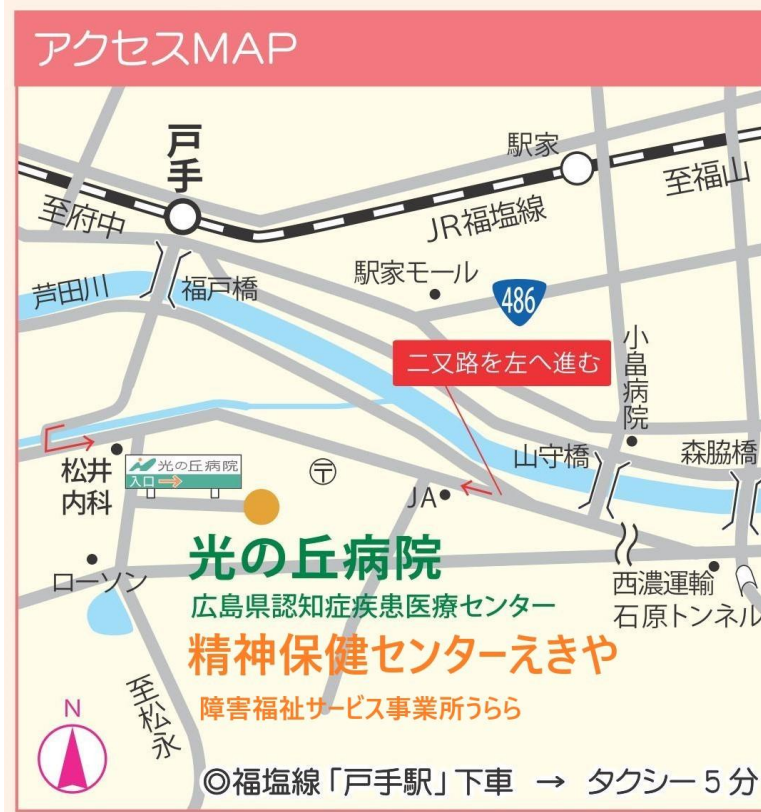 アクセスMAP
戸手
駅家
至府中
JR福塩線
至福山
芦田川
福戸橋
駅家モール
486
二又路を左へ進む
小畠病院
山守橋
森脇橋
松井
内科
光の丘病院
入口→
〒
JA
ローソン
光の丘病院
広島県認知症疾患医療センター
精神保健センターえきや
障害福祉サービス事業所うらら
西濃運輸
石原トンネル
至松永
N
◎福塩線「戸手駅」下車 → タクシー5分